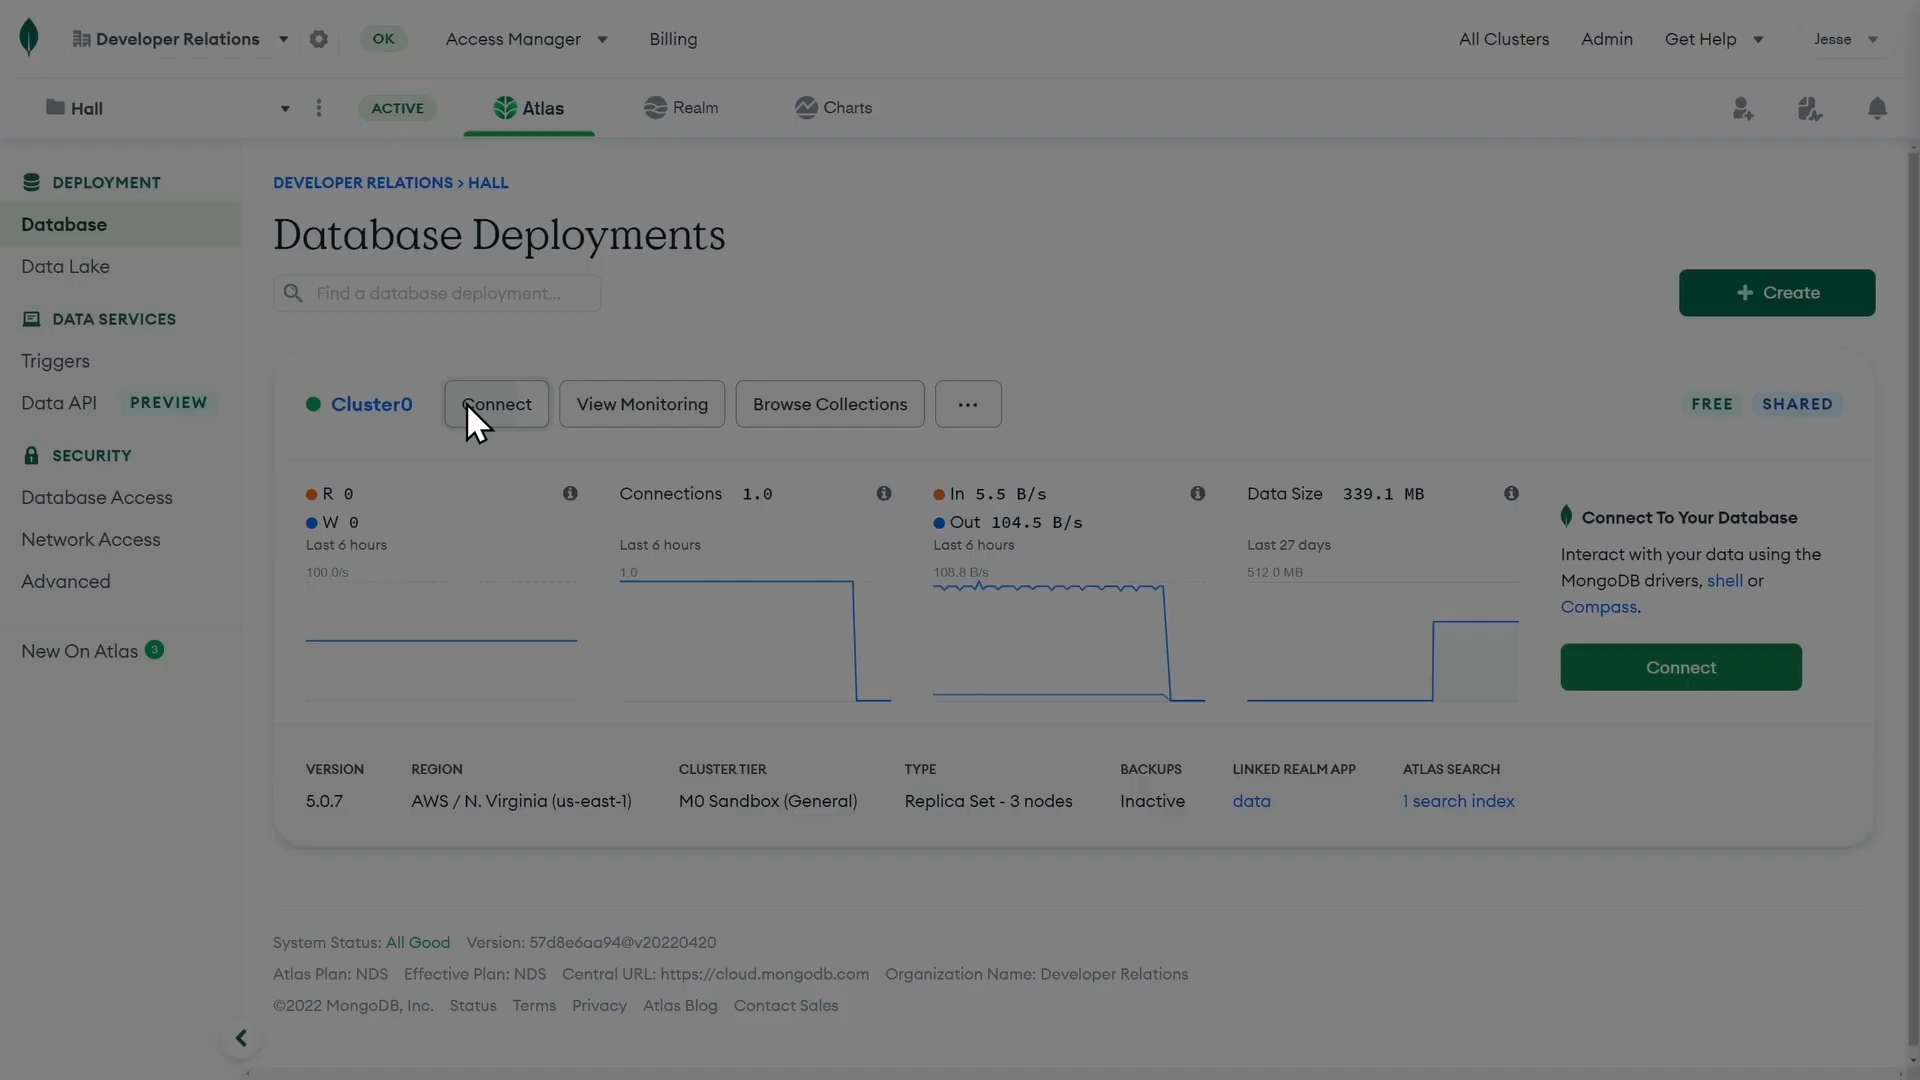 Developer Relations OK Access Manager Billing All Clusters Admin Get Help Jesse
Hall ACTIVE Atlas Realm Charts
DEPLOYMENT
Database
Data Lake
DATA SERVICES
Triggers
Data API PREVIEW
SECURITY
Database Access
Network Access
Advanced
New On Atlas 3
DEVELOPER RELATIONS > HALL
Database Deployments
Find a database deployment...
+ Create
Cluster0 Connect View Monitoring Browse Collections ... FREE SHARED
R 0
W 0
Last 6 hours
100.0/s
Connections 1.0
Last 6 hours
1.0
In 5.5 B/s
Out 104.5 B/s
Last 6 hours
108.8 B/s
Data Size 339.1 MB
Last 27 days
512.0 MB
Connect To Your Database
Interact with your data using the
MongoDB drivers, shell or
Compass.
Connect
VERSION REGION CLUSTER TIER TYPE BACKUPS LINKED REALM APP ATLAS SEARCH
5.0.7 AWS / N. Virginia (us-east-1) M0 Sandbox (General) Replica Set - 3 nodes Inactive data 1 search index
System Status: All Good Version: 57d8e6aa94@v20220420
Atlas Plan: NDS Effective Plan: NDS Central URL: https://cloud.mongodb.com Organization Name: Developer Relations
©2022 MongoDB, Inc. Status Terms Privacy Atlas Blog Contact Sales